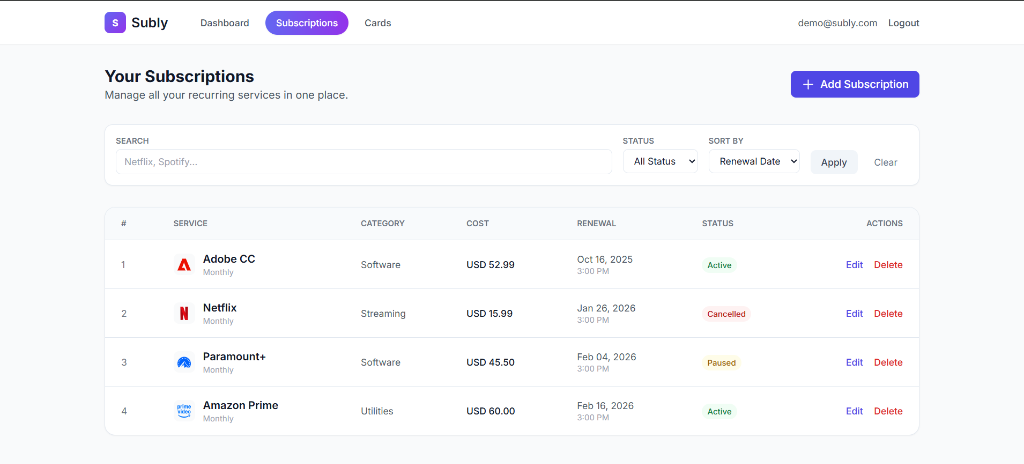 S Subly Dashboard Subscriptions Cards demo@subly.com Logout
Your Subscriptions
Manage all your recurring services in one place.
+ Add Subscription
SEARCH STATUS SORT BY
Netflix, Spotify... All Status Renewal Date Apply Clear
# SERVICE CATEGORY COST RENEWAL STATUS ACTIONS
1 Adobe CC Software USD 52.99 Oct 16, 2025 Active Edit Delete
Monthly 3:00 PM
2 N Netflix Streaming USD 15.99 Jan 26, 2026 Cancelled Edit Delete
Monthly 3:00 PM
3 Paramount+ Software USD 45.50 Feb 04, 2026 Paused Edit Delete
Monthly 3:00 PM
4 prime video Amazon Prime Utilities USD 60.00 Feb 16, 2026 Active Edit Delete
Monthly 3:00 PM